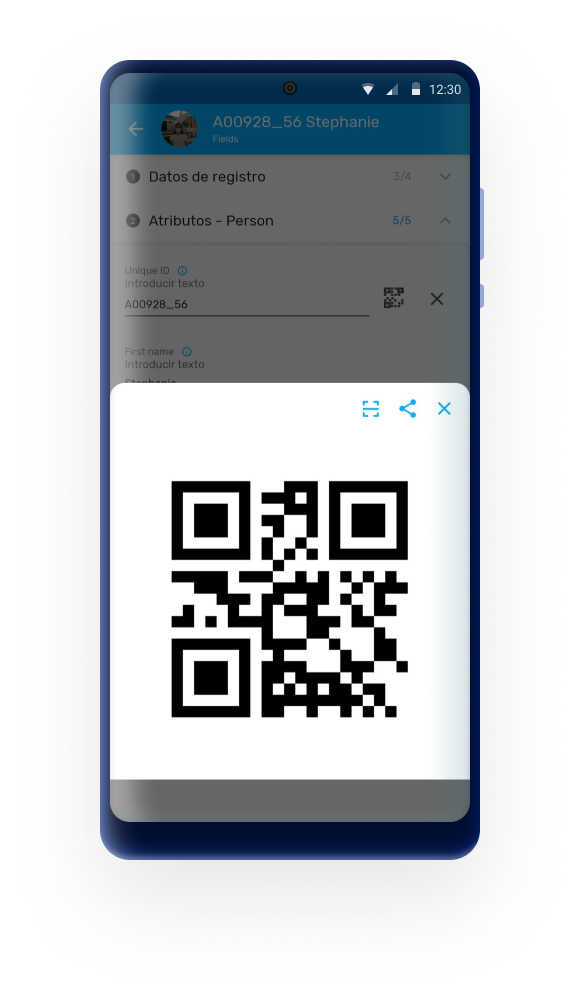 12:30
A00928_56 Stephanie
Fields
1 Datos de registro 3/4
2 Atributos - Person 5/5
Unique ID
Introducir texto
A00928_56
First name
Introducir texto
Stephanie